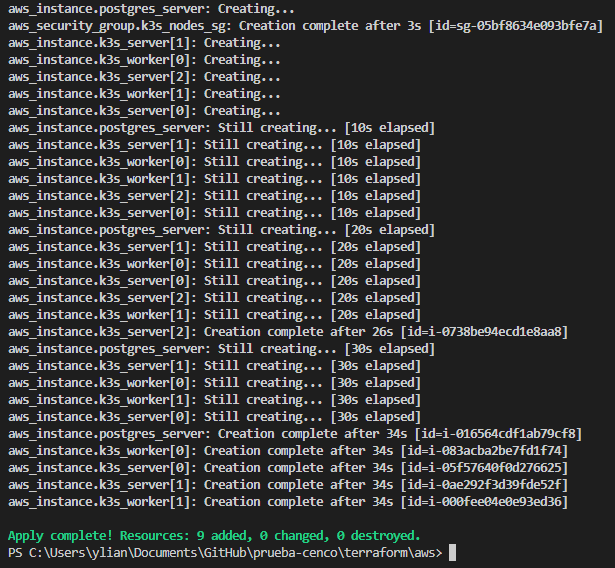 aws_instance.postgres_server: Creating...
aws_security_group.k3s_nodes_sg: Creation complete after 3s [id=sg-05bf8634e093bfe7a]
aws_instance.k3s_server[1]: Creating...
aws_instance.k3s_worker[0]: Creating...
aws_instance.k3s_server[2]: Creating...
aws_instance.k3s_worker[1]: Creating...
aws_instance.k3s_server[0]: Creating...
aws_instance.postgres_server: Still creating... [10s elapsed]
aws_instance.k3s_server[1]: Still creating... [10s elapsed]
aws_instance.k3s_worker[0]: Still creating... [10s elapsed]
aws_instance.k3s_worker[1]: Still creating... [10s elapsed]
aws_instance.k3s_server[2]: Still creating... [10s elapsed]
aws_instance.k3s_server[0]: Still creating... [10s elapsed]
aws_instance.postgres_server: Still creating... [20s elapsed]
aws_instance.k3s_server[1]: Still creating... [20s elapsed]
aws_instance.k3s_worker[0]: Still creating... [20s elapsed]
aws_instance.k3s_server[0]: Still creating... [20s elapsed]
aws_instance.k3s_server[2]: Still creating... [20s elapsed]
aws_instance.k3s_worker[1]: Still creating... [20s elapsed]
aws_instance.k3s_server[2]: Creation complete after 26s [id=i-0738be94ecd1e8aa8]
aws_instance.postgres_server: Still creating... [30s elapsed]
aws_instance.k3s_server[1]: Still creating... [30s elapsed]
aws_instance.k3s_worker[0]: Still creating... [30s elapsed]
aws_instance.k3s_worker[1]: Still creating... [30s elapsed]
aws_instance.k3s_server[0]: Still creating... [30s elapsed]
aws_instance.postgres_server: Creation complete after 34s [id=i-016564cdf1ab79cf8]
aws_instance.k3s_worker[0]: Creation complete after 34s [id=i-083acba2be7fd1f74]
aws_instance.k3s_server[0]: Creation complete after 34s [id=i-05f57640f0d276625]
aws_instance.k3s_server[1]: Creation complete after 34s [id=i-0ae292f3d39fde52f]
aws_instance.k3s_worker[1]: Creation complete after 34s [id=i-000fee04e0e93ed36]
Apply complete! Resources: 9 added, 0 changed, 0 destroyed.
PS C:\Users\ylian\Documents\GitHub\prueba-cenco\terraform\aws>